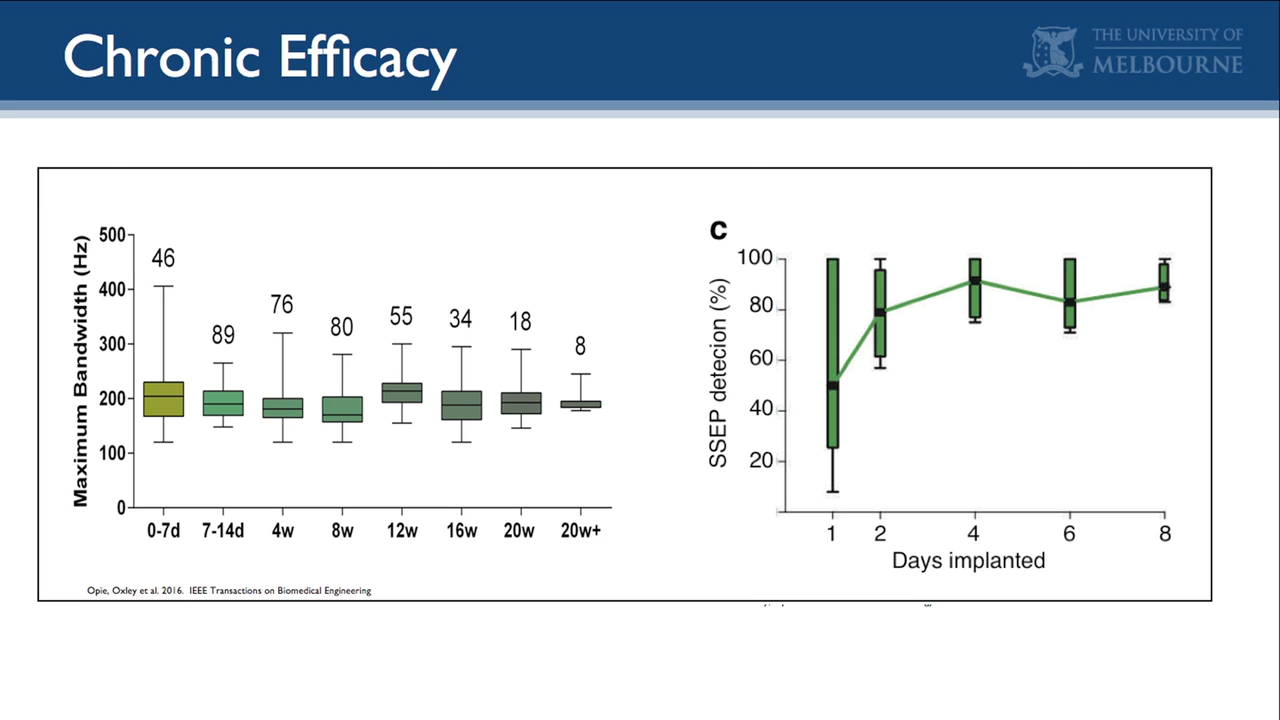 Chronic Efficacy
THE UNIVERSITY OF
MELBOURNE
Maximum Bandwidth (Hz)
500
400
300
200
100
0
46
89
76
80
55
34
18
8
0-7d 7-14d 4w 8w 12w 16w 20w 20w+
Opie, Oxley et al. 2016. IEEE Transactions on Biomedical Engineering
c
SSEP detecion (%)
100
80
60
40
20
1 2 4 6 8
Days implanted